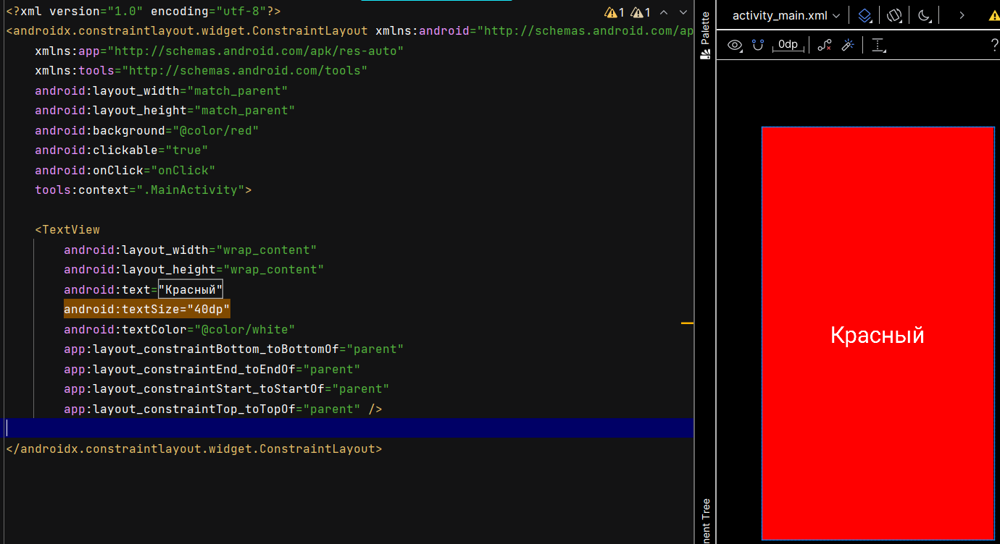 <?xml version="1.0" encoding="utf-8"?>
1 1
<androidx.constraintlayout.widget.ConstraintLayout xmlns:android="http://schemas.android.com/ap
xmlns:app="http://schemas.android.com/apk/res-auto"
xmlns:tools="http://schemas.android.com/tools"
android:layout_width="match_parent"
android:layout_height="match_parent"
android:background="@color/red"
android:clickable="true"
android:onClick="onClick"
tools:context=".MainActivity">
<TextView
android:layout_width="wrap_content"
android:layout_height="wrap_content"
android:text="Красный"
android:textSize="40dp"
android:textColor="@color/white"
app:layout_constraintBottom_toBottomOf="parent"
app:layout_constraintEnd_toEndOf="parent"
app:layout_constraintStart_toStartOf="parent"
app:layout_constraintTop_toTopOf="parent" />
</androidx.constraintlayout.widget.ConstraintLayout>
Palette
nent Tree
activity_main.xml
0dp
?
Красный